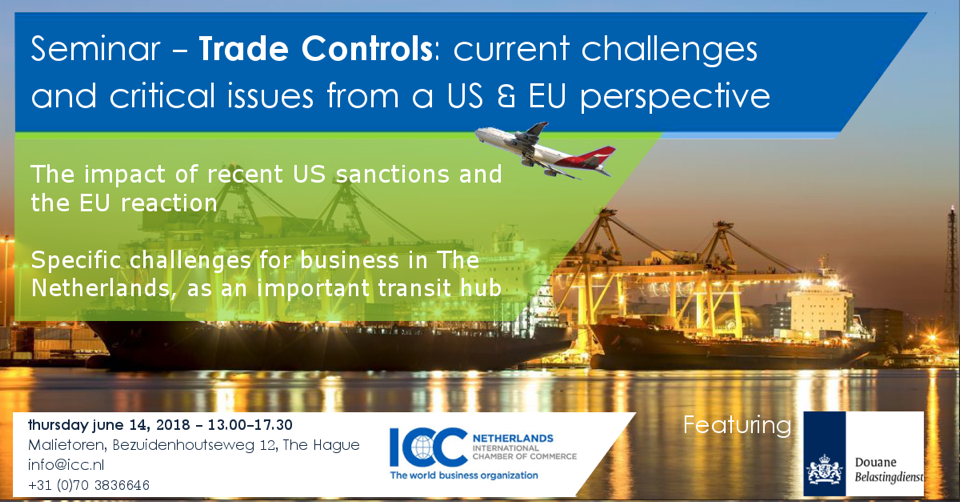 Seminar – Trade Controls: current challenges
and critical issues from a US & EU perspective
The impact of recent US sanctions and
the EU reaction
Specific challenges for business in The
Netherlands, as an important transit hub
thursday june 14, 2018 – 13.00–17.30
Malietoren, Bezuidenhoutseweg 12, The Hague
info@icc.nl
+31 (0)70 3836646
ICC
NETHERLANDS
INTERNATIONAL
CHAMBER OF COMMERCE
The world business organization
Featuring
Douane
Belastingdienst